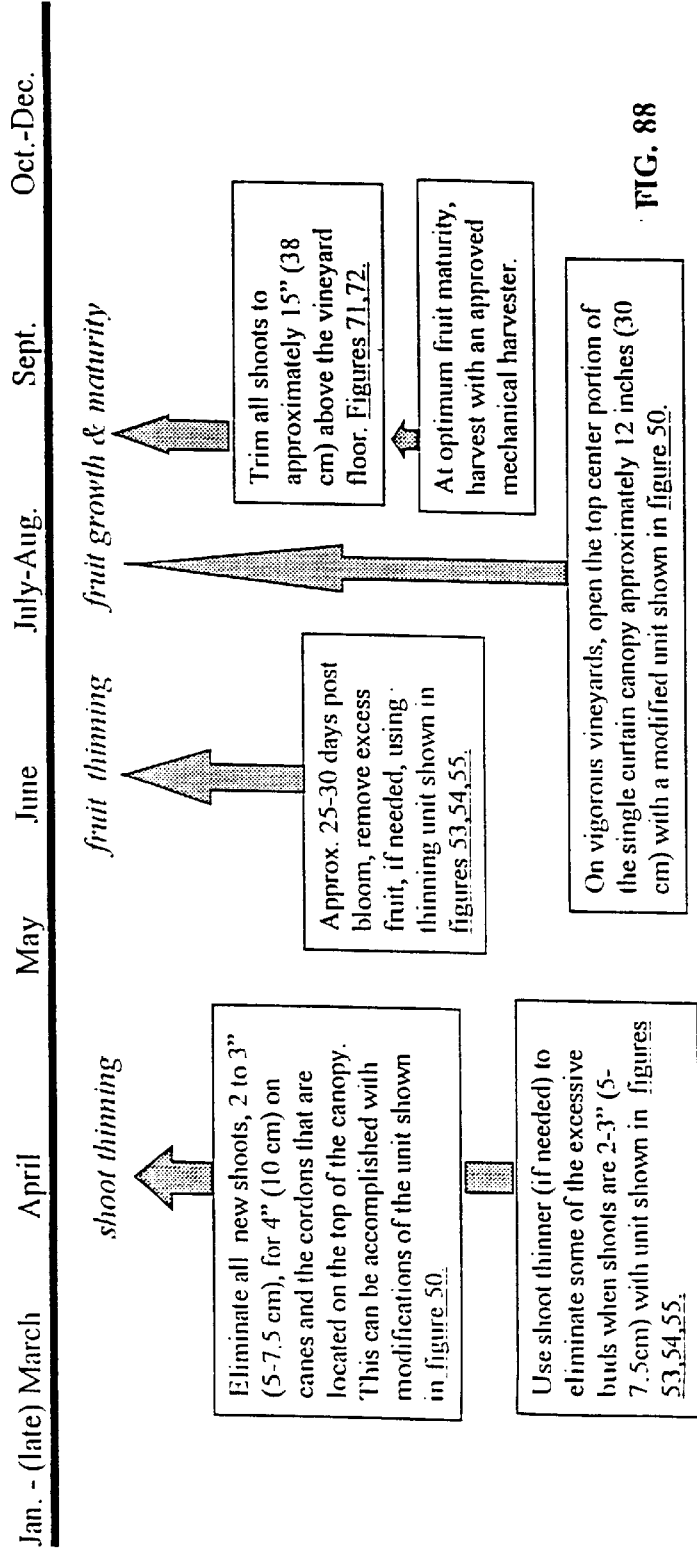 Jan. - (late) March April May June July-Aug. Sept. Oct.-Dec.
shoot thinning fruit thinning fruit growth & maturity
Eliminate all new shoots, 2 to 3"
(5-7.5 cm), for 4" (10 cm) on
canes and the cordons that are
located on the top of the canopy.
This can be accomplished with
modifications of the unit shown
in figure 50.
Use shoot thinner (if needed) to
eliminate some of the excessive
buds when shoots are 2-3" (5-
7.5cm) with unit shown in figures
53,54,55.
Approx. 25-30 days post
bloom, remove excess
fruit, if needed, using
thinning unit shown in
figures 53,54,55.
On vigorous vineyards, open the top center portion of
the single curtain canopy approximately 12 inches (30
cm) with a modified unit shown in figure 50.
Trim all shoots to
approximately 15" (38
cm) above the vineyard
floor. Figures 71,72.
At optimum fruit maturity,
harvest with an approved
mechanical harvester.
FIG. 88